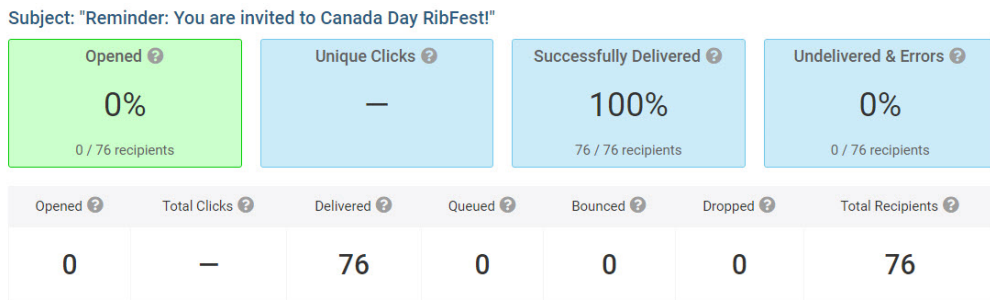 Subject: "Reminder: You are invited to Canada Day RibFest!"
Opened ? Unique Clicks ? Successfully Delivered ? Undelivered & Errors ?
0% — 100% 0%
0 / 76 recipients 76 / 76 recipients 0 / 76 recipients
Opened ? Total Clicks ? Delivered ? Queued ? Bounced ? Dropped ? Total Recipients ?
0 — 76 0 0 0 76